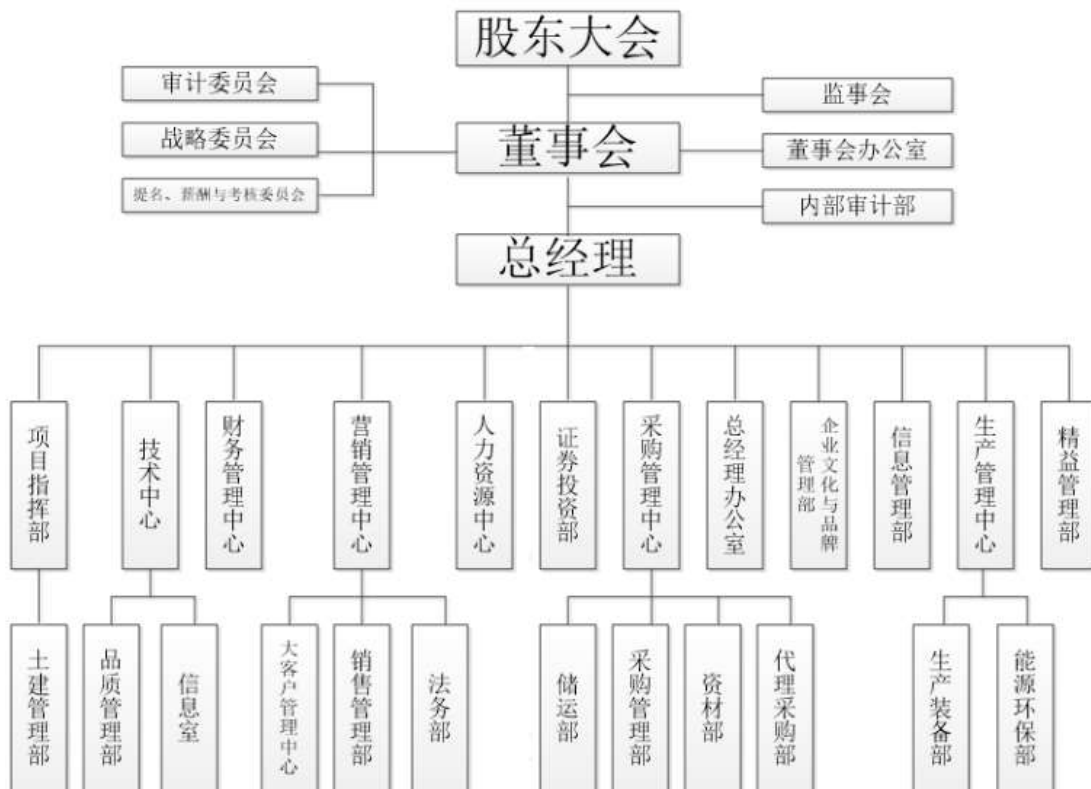 股东大会
审计委员会
监事会
战略委员会
董事会
董事会办公室
提名、薪酬与考核委员会
内部审计部
总经理
项目指挥部
技术中心
财务管理中心
营销管理中心
人力资源中心
证券投资部
采购管理中心
总经理办公室
企业文化与品牌
管理部
信息管理部
生产管理中心
精益管理部
土建管理部
品质管理部
信息室
大客户管理中心
销售管理部
法务部
储运部
采购管理部
资材部
代理采购部
生产装备部
能源环保部